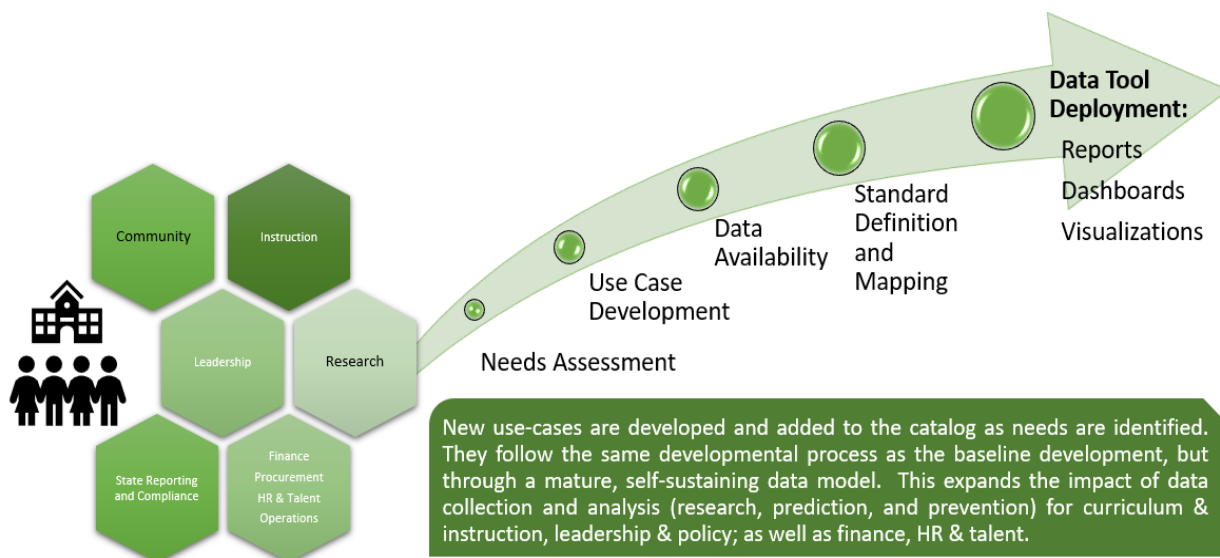 Community
Instruction
Leadership
Research
State Reporting
and Compliance
Finance
Procurement
HR & Talent
Operations
Needs Assessment
Use Case
Development
Data
Availability
Standard
Definition
and
Mapping
Data Tool
Deployment:
Reports
Dashboards
Visualizations
New use-cases are developed and added to the catalog as needs are identified.
They follow the same developmental process as the baseline development, but
through a mature, self-sustaining data model.  This expands the impact of data
collection and analysis (research, prediction, and prevention) for curriculum &
instruction, leadership & policy; as well as finance, HR & talent.